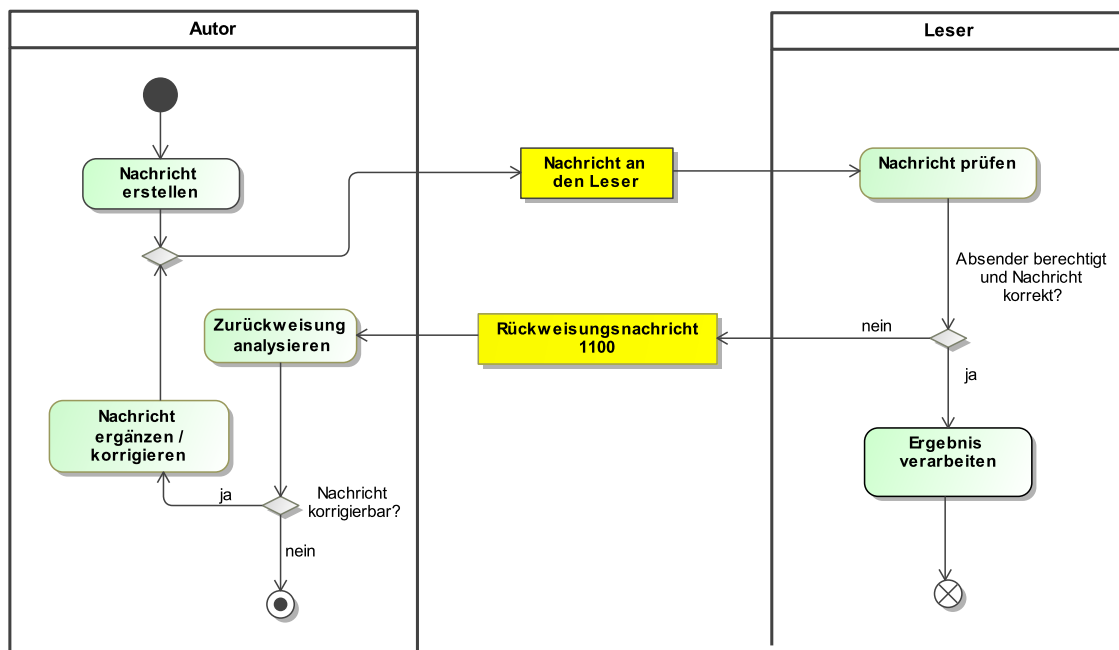 Autor
Leser
Nachricht
erstellen
Nachricht an
den Leser
Nachricht prüfen
Absender berechtigt
und Nachricht
korrekt?
nein
ja
Rückweisungsnachricht
1100
Zurückweisung
analysieren
Nachricht
ergänzen /
korrigieren
ja
Nachricht
korrigierbar?
nein
Ergebnis
verarbeiten